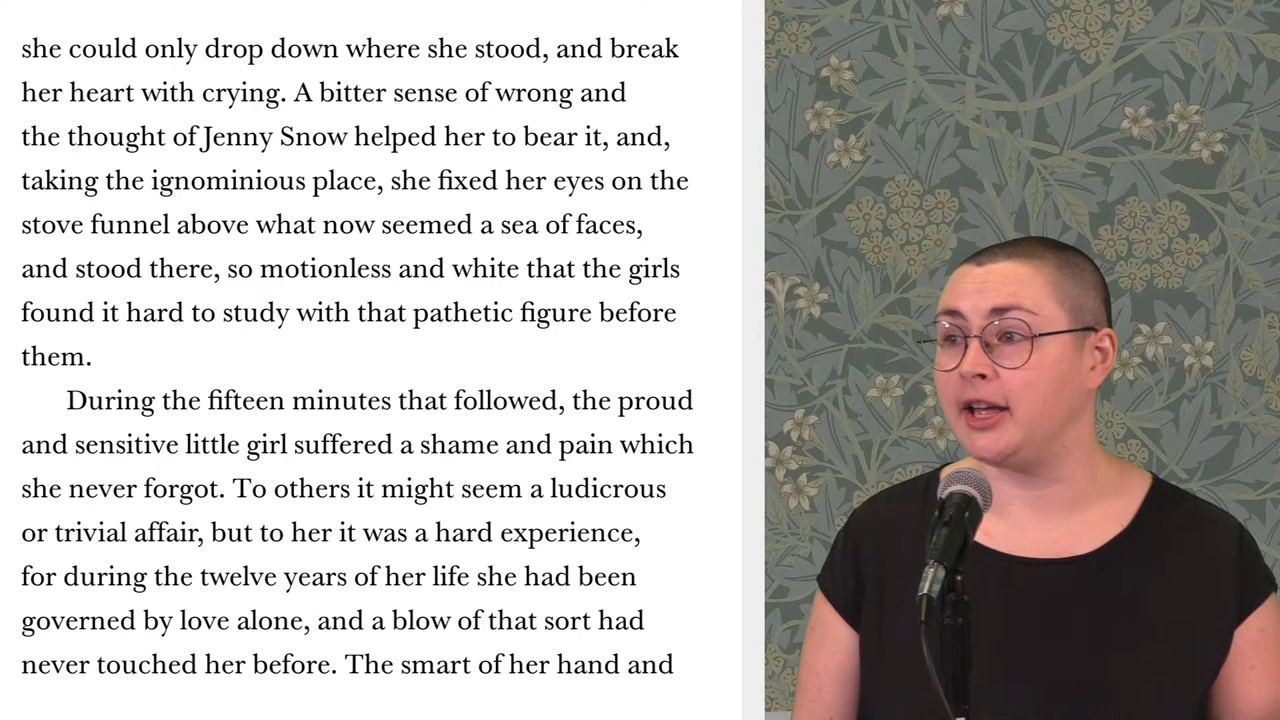 she could only drop down where she stood, and break
her heart with crying. A bitter sense of wrong and
the thought of Jenny Snow helped her to bear it, and,
taking the ignominious place, she fixed her eyes on the
stove funnel above what now seemed a sea of faces,
and stood there, so motionless and white that the girls
found it hard to study with that pathetic figure before
them.
During the fifteen minutes that followed, the proud
and sensitive little girl suffered a shame and pain which
she never forgot. To others it might seem a ludicrous
or trivial affair, but to her it was a hard experience,
for during the twelve years of her life she had been
governed by love alone, and a blow of that sort had
never touched her before. The smart of her hand and